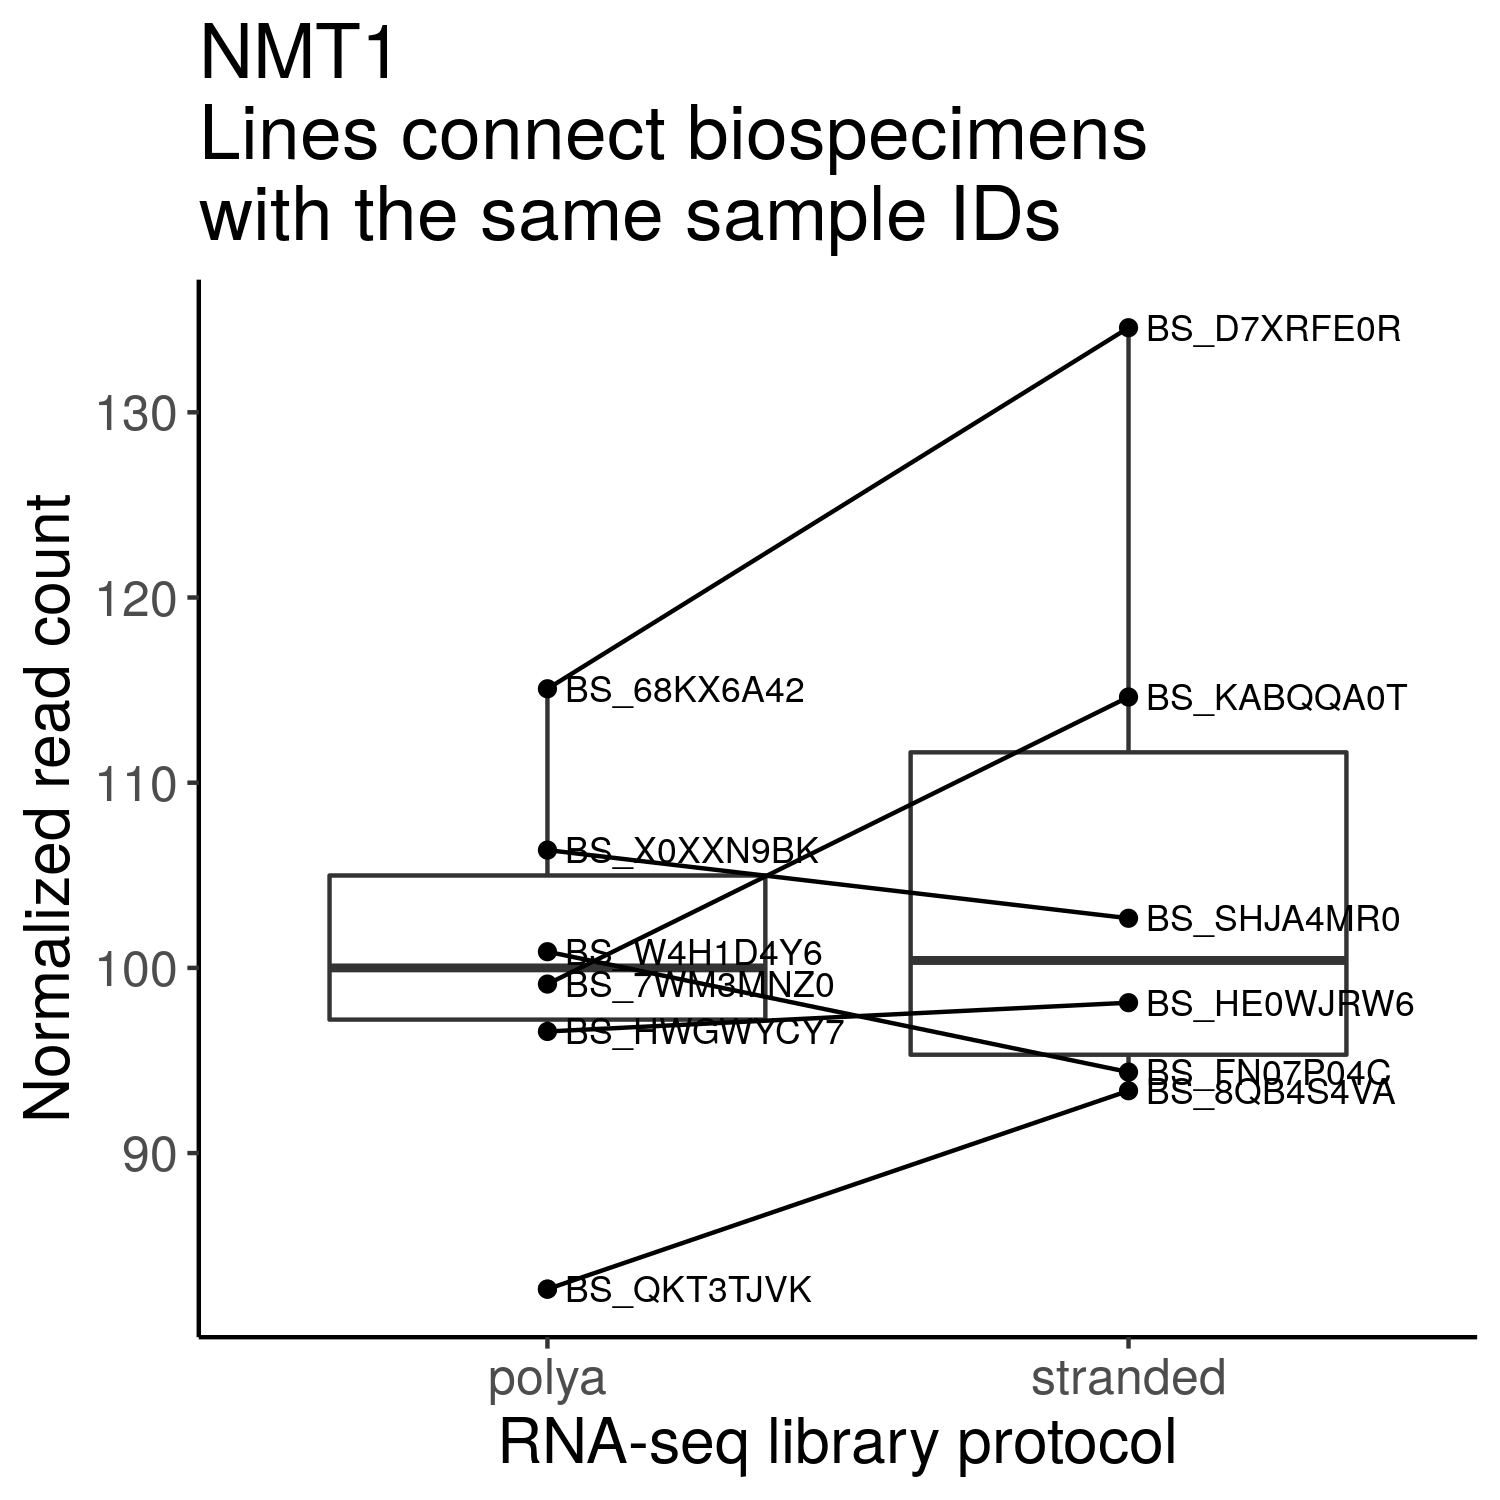 NMT1
Lines connect biospecimens
with the same sample IDs
Normalized read count
130
120
110
100
90
BS_D7XRFE0R
BS_68KX6A42
BS_KABQQA0T
BS_X0XXN9BK
BS_SHJA4MR0
BS_W4H1D4Y6
BS_7WM3MNZ0
BS_HE0WJRW6
BS_HWGWYCY7
BS_FN07P04C
BS_8QB4S4VA
BS_QKT3TJVK
polya
stranded
RNA-seq library protocol